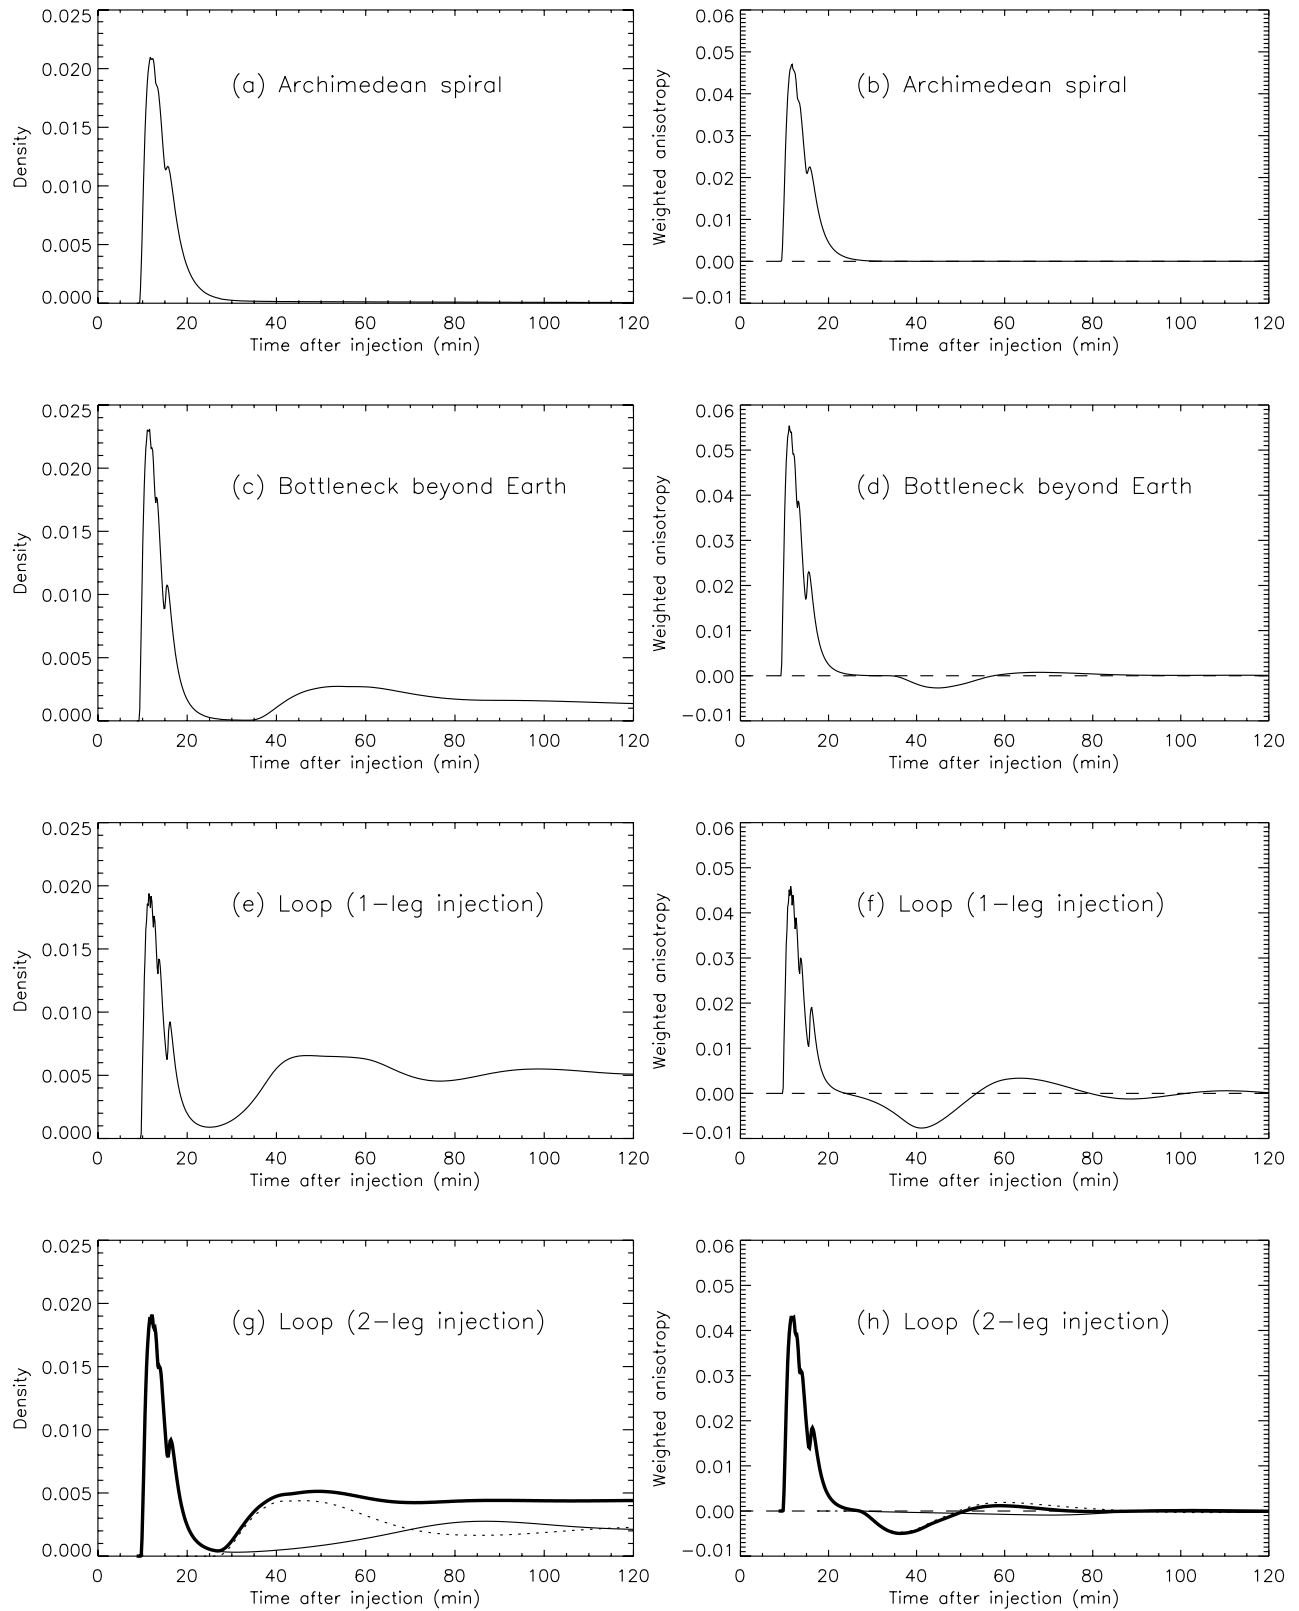 0.025
0.020
0.015
0.010
0.005
0.000
Density
(a) Archimedean spiral
0 20 40 60 80 100 120
Time after injection (min)
0.06
0.05
0.04
0.03
0.02
0.01
0.00
−0.01
Weighted anisotropy
(b) Archimedean spiral
0 20 40 60 80 100 120
Time after injection (min)
0.025
0.020
0.015
0.010
0.005
0.000
Density
(c) Bottleneck beyond Earth
0 20 40 60 80 100 120
Time after injection (min)
0.06
0.05
0.04
0.03
0.02
0.01
0.00
−0.01
Weighted anisotropy
(d) Bottleneck beyond Earth
0 20 40 60 80 100 120
Time after injection (min)
0.025
0.020
0.015
0.010
0.005
0.000
Density
(e) Loop (1−leg injection)
0 20 40 60 80 100 120
Time after injection (min)
0.06
0.05
0.04
0.03
0.02
0.01
0.00
−0.01
Weighted anisotropy
(f) Loop (1−leg injection)
0 20 40 60 80 100 120
Time after injection (min)
0.025
0.020
0.015
0.010
0.005
0.000
Density
(g) Loop (2−leg injection)
0 20 40 60 80 100 120
Time after injection (min)
0.06
0.05
0.04
0.03
0.02
0.01
0.00
−0.01
Weighted anisotropy
(h) Loop (2−leg injection)
0 20 40 60 80 100 120
Time after injection (min)